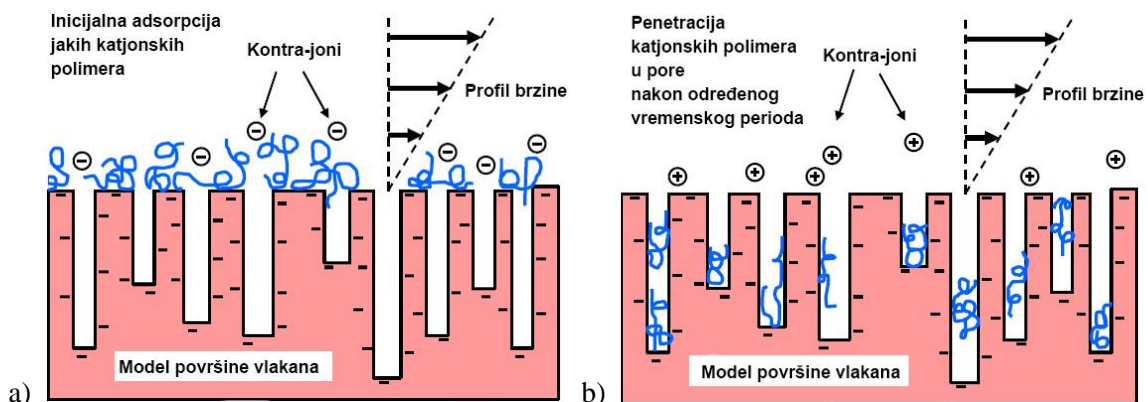 Inicijalna adsorpcija
jakih katjonskih
polimera
Kontra-joni
Profil brzine
Model površine vlakana
a)
Penetracija
katjonskih polimera
u pore
nakon određenog
vremenskog perioda
Kontra-joni
Profil brzine
Model površine vlakana
b)